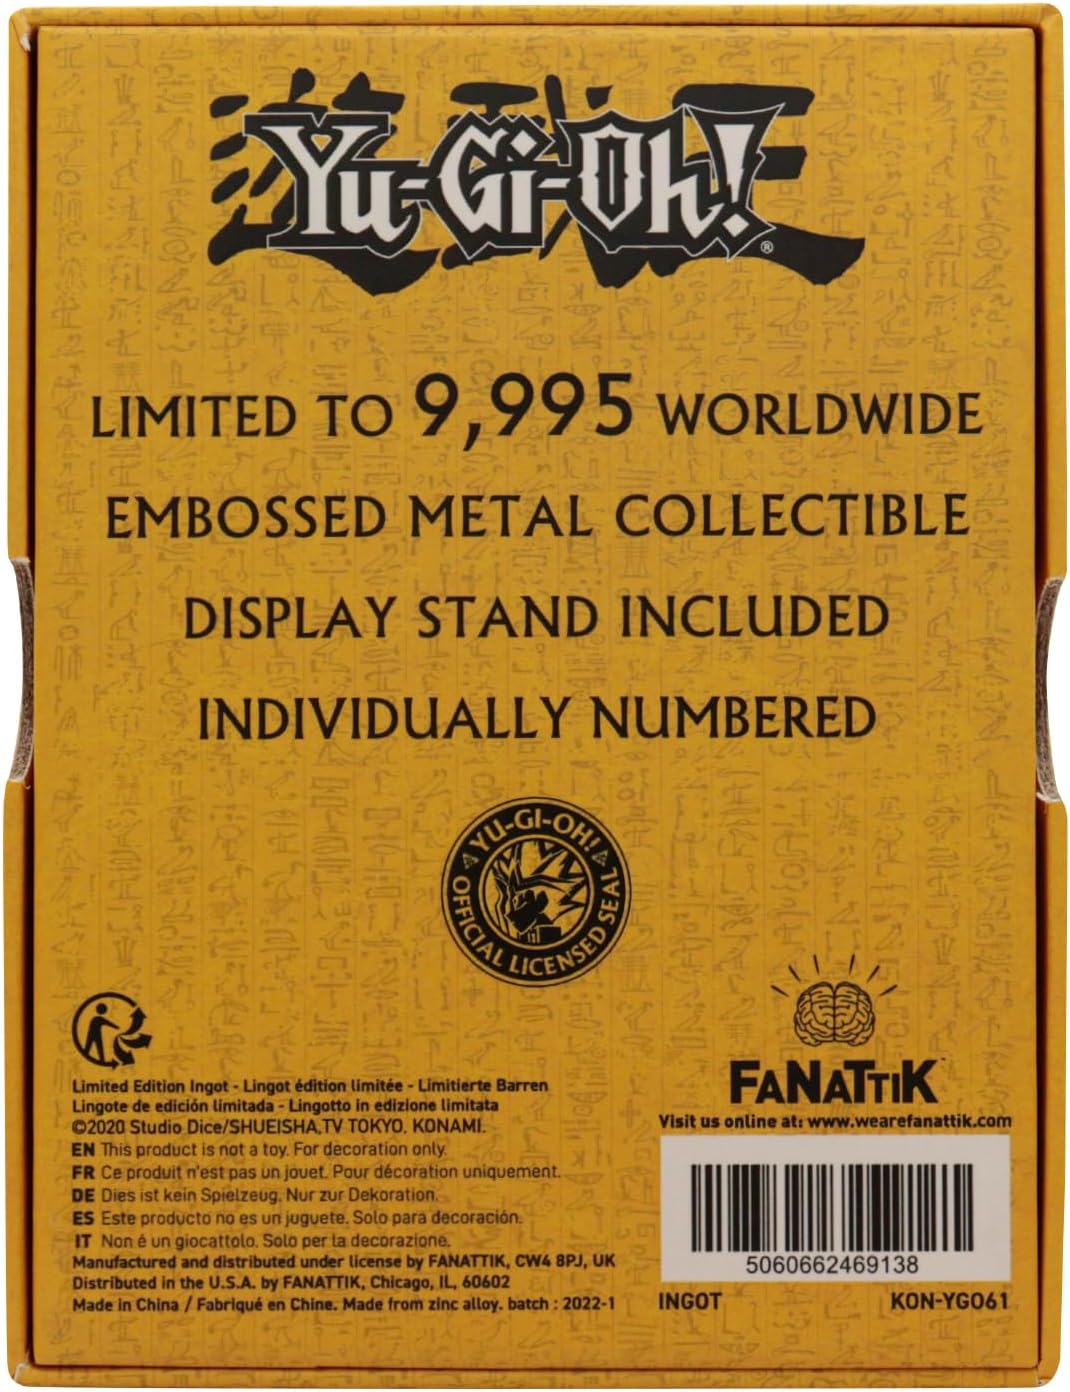 遊戯王
Yu-Gi-Oh!®
LIMITED TO 9,995 WORLDWIDE
EMBOSSED METAL COLLECTIBLE
DISPLAY STAND INCLUDED
INDIVIDUALLY NUMBERED
YU-GI-OH!
OFFICIAL LICENSED SEAL
FANATTIK™
Visit us online at: www.wearefanattik.com
Limited Edition Ingot - Lingot édition limitée - Limitierte Barren
Lingote de edición limitada - Lingotto in edizione limitata
©2020 Studio Dice/SHUEISHA,TV TOKYO. KONAMI.
EN This product is not a toy. For decoration only.
FR Ce produit n'est pas un jouet. Pour décoration uniquement.
DE Dies ist kein Spielzeug. Nur zur Dekoration.
ES Este producto no es un juguete. Solo para decoración.
IT Non é un giocattolo. Solo per la decorazione.
Manufactured and distributed under license by FANATTIK, CW4 8PJ, UK
Distributed in the U.S.A. by FANATTIK, Chicago, IL, 60602
Made in China / Fabriqué en Chine. Made from zinc alloy. batch : 2022-1
5060662469138
INGOT KON-YGO61